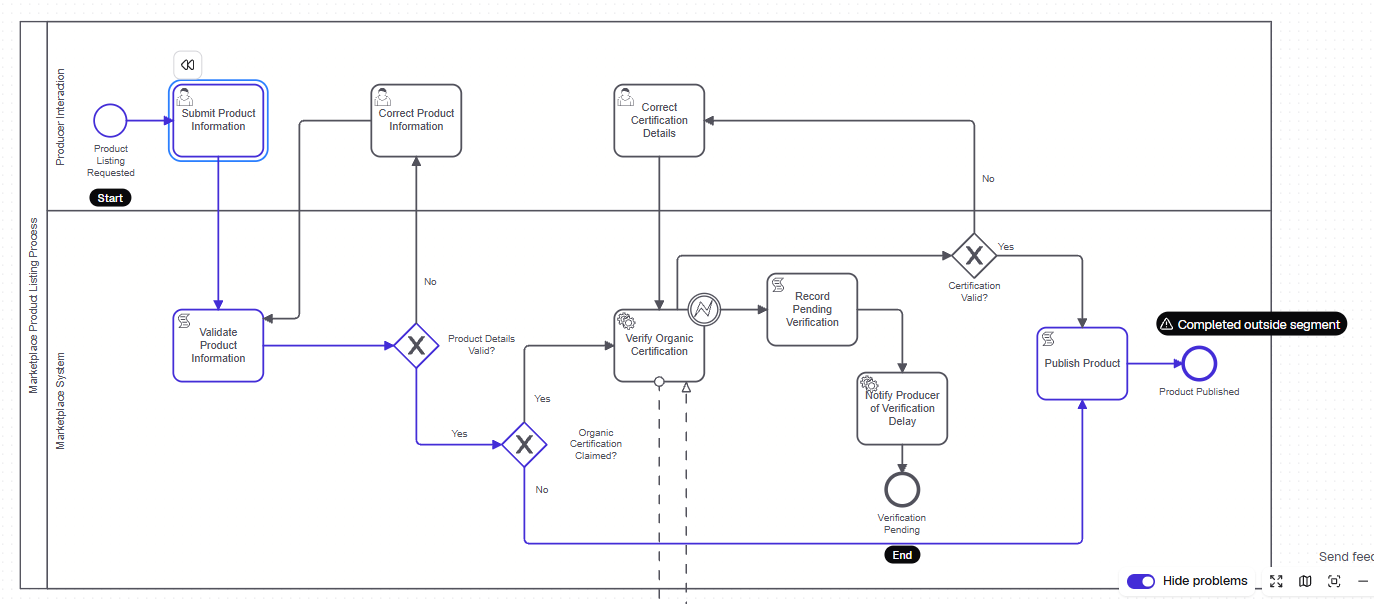 Marketplace Product Listing Process
Producer Interaction
Product
Listing
Requested
Start
Submit Product
Information
Correct Product
Information
Correct
Certification
Details
No
Marketplace System
Validate
Product
Information
No
Product Details
Valid?
Yes
Yes
Organic
Certification
Claimed?
No
Verify Organic
Certification
Record
Pending
Verification
Notify Producer
of Verification
Delay
Verification
Pending
End
Yes
Certification
Valid?
Publish Product
Completed outside segment
Product Published
Send feed
Hide problems